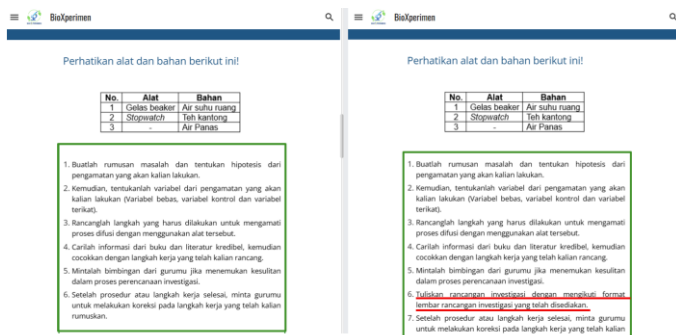 BioXperimen
Perhatikan alat dan bahan berikut ini!
No. Alat Bahan
1 Gelas beaker Air suhu ruang
2 Stopwatch Teh kantong
3 - Air Panas
1. Buatlah rumusan masalah dan tentukan hipotesis dari
pengamatan yang akan kalian lakukan.
2. Kemudian, tentukanlah variabel dari pengamatan yang akan
kalian lakukan (Variabel bebas, variabel kontrol dan variabel
terikat).
3. Rancanglah langkah yang harus dilakukan untuk mengamati
proses difusi dengan menggunakan alat tersebut.
4. Carilah informasi dari buku dan literatur kredibel, kemudian
cocokkan dengan langkah kerja yang telah kalian rancang.
5. Mintalah bimbingan dari gurumu jika menemukan kesulitan
dalam proses perencanaan investigasi.
6. Setelah prosedur atau langkah kerja selesai, minta gurumu
untuk melakukan koreksi pada langkah kerja yang telah kalian
rumuskan.
BioXperimen
Perhatikan alat dan bahan berikut ini!
No. Alat Bahan
1 Gelas beaker Air suhu ruang
2 Stopwatch Teh kantong
3 - Air Panas
1. Buatlah rumusan masalah dan tentukan hipotesis dari
pengamatan yang akan kalian lakukan.
2. Kemudian, tentukanlah variabel dari pengamatan yang akan
kalian lakukan (Variabel bebas, variabel kontrol dan variabel
terikat).
3. Rancanglah langkah yang harus dilakukan untuk mengamati
proses difusi dengan menggunakan alat tersebut.
4. Carilah informasi dari buku dan literatur kredibel, kemudian
cocokkan dengan langkah kerja yang telah kalian rancang.
5. Mintalah bimbingan dari gurumu jika menemukan kesulitan
dalam proses perencanaan investigasi.
6. Tuliskan rancangan investigasi dengan mengikuti format
lembar rancangan investigasi yang telah disediakan.
7. Setelah prosedur atau langkah kerja selesai, minta gurumu
untuk melakukan koreksi pada langkah kerja yang telah kalian